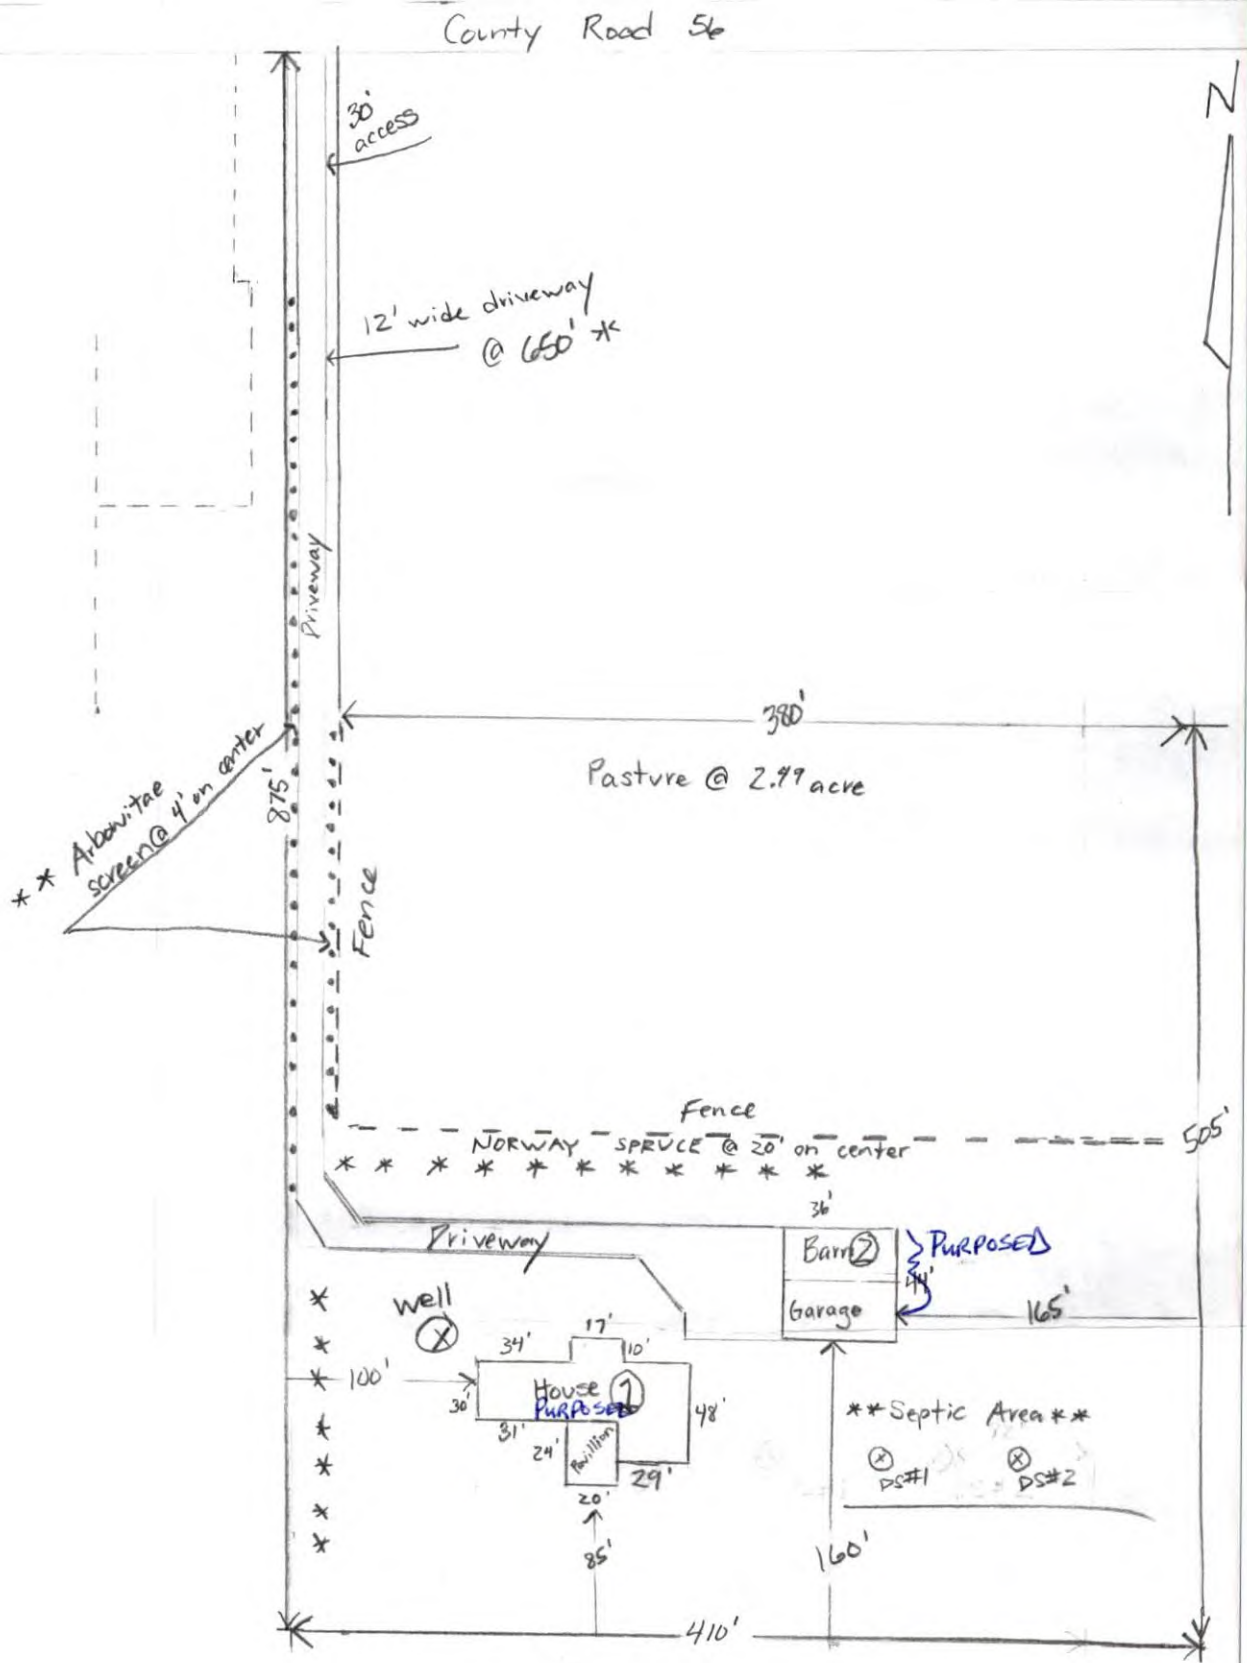 County Road 56
N
30'
access
12' wide driveway
@ 650' *
Driveway
380'
Pasture @ 2.49 acre
875'
** Arbovitae
screen @ 4' on center
Fence
Fence
NORWAY SPRUCE @ 20' on center
505'
36'
Driveway
Barn 2
PURPOSED
44'
Garage
165'
well
X
17'
34'
10'
100'
House 1
PURPOSED
30'
48'
31'
24'
Pavillion
29'
20'
**Septic Area**
DS#1
DS#2
85'
160'
410'